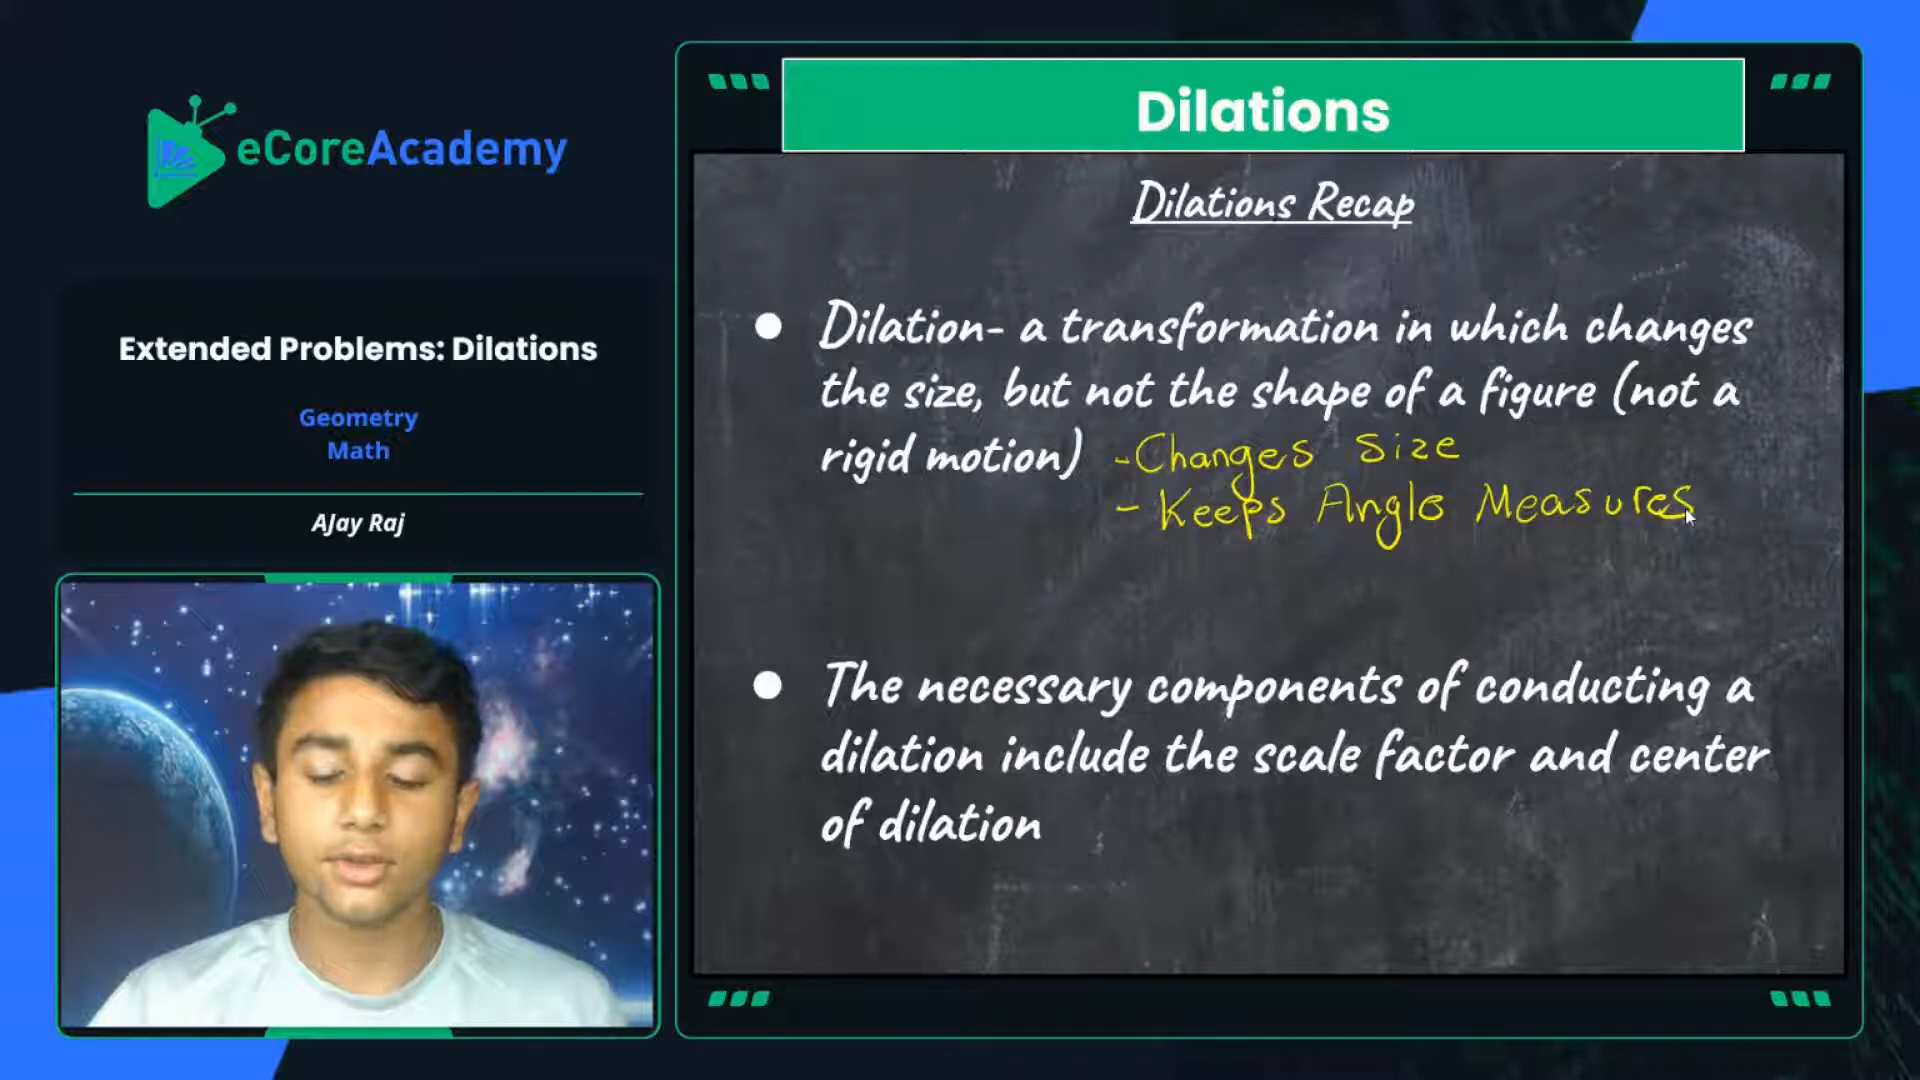 eCoreAcademy
Extended Problems: Dilations
Geometry
Math
AJay Raj
Dilations
Dilations Recap
Dilation- a transformation in which changes
the size, but not the shape of a figure (not a
rigid motion)
-Changes Size
- Keeps Angle Measures
The necessary components of conducting a
dilation include the scale factor and center
of dilation